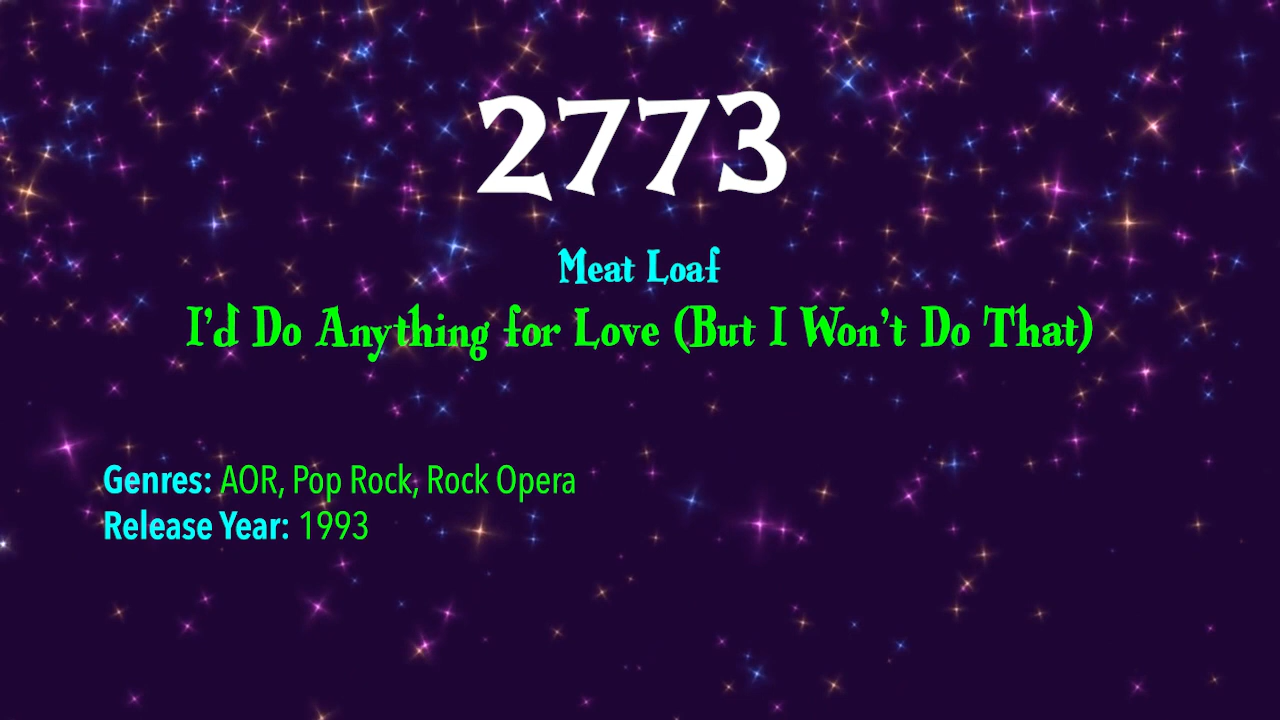 2773
Meat Loaf
I'd Do Anything for Love (But I Won't Do That)
Genres: AOR, Pop Rock, Rock Opera
Release Year: 1993